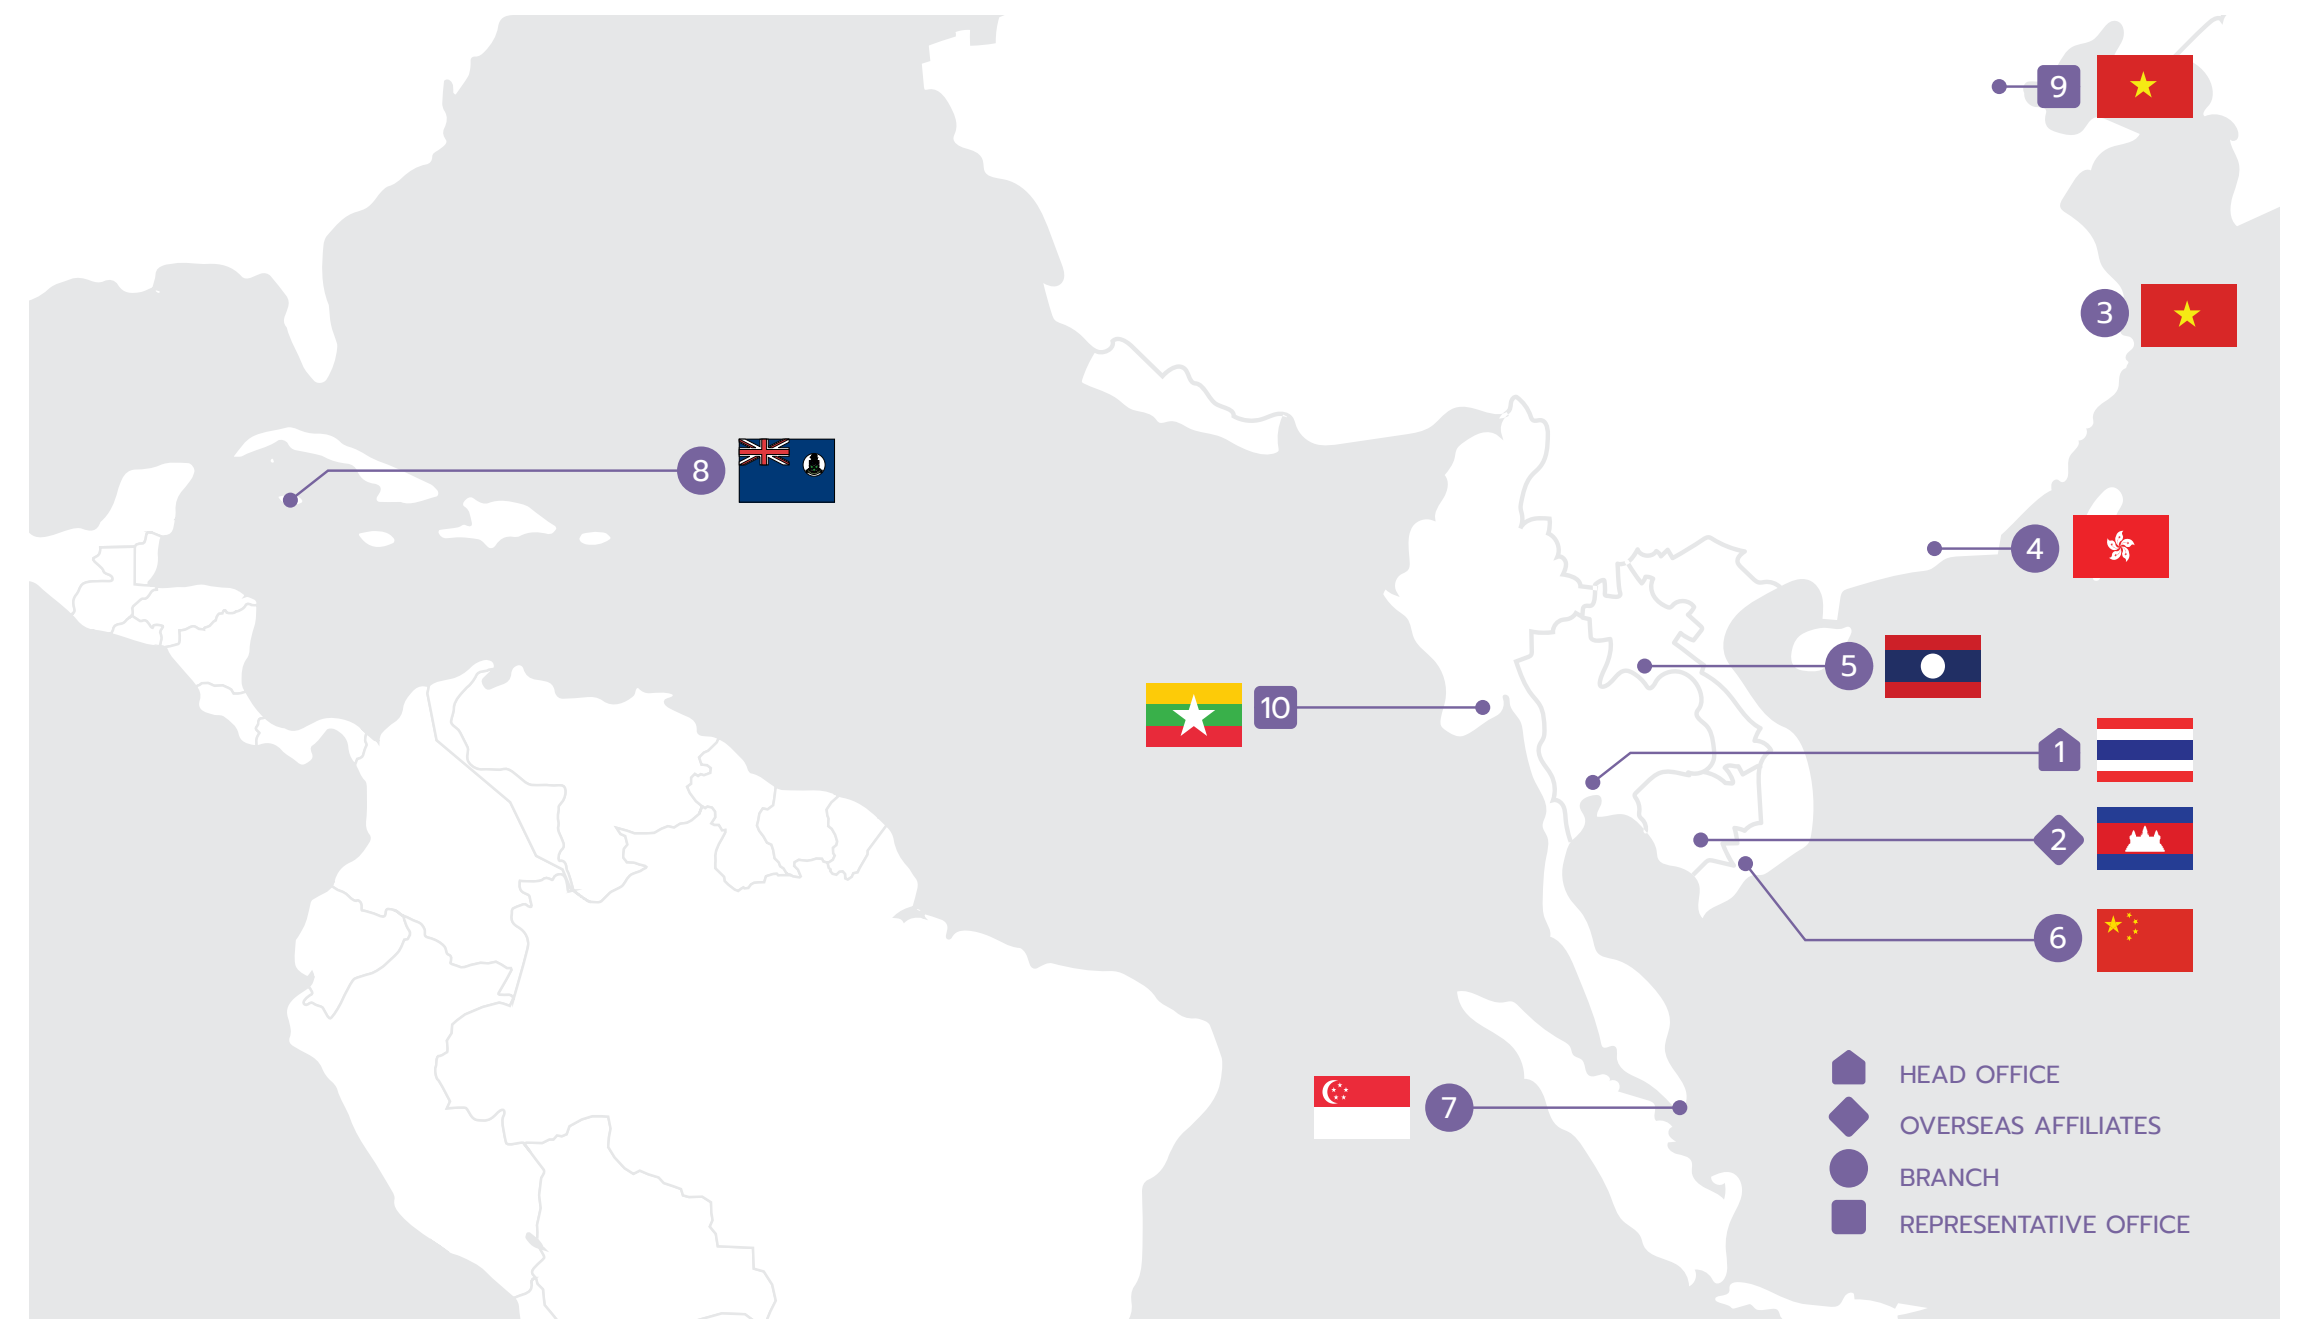 9
3
8
4
5
10
1
2
6
7
HEAD OFFICE
OVERSEAS AFFILIATES
BRANCH
REPRESENTATIVE OFFICE